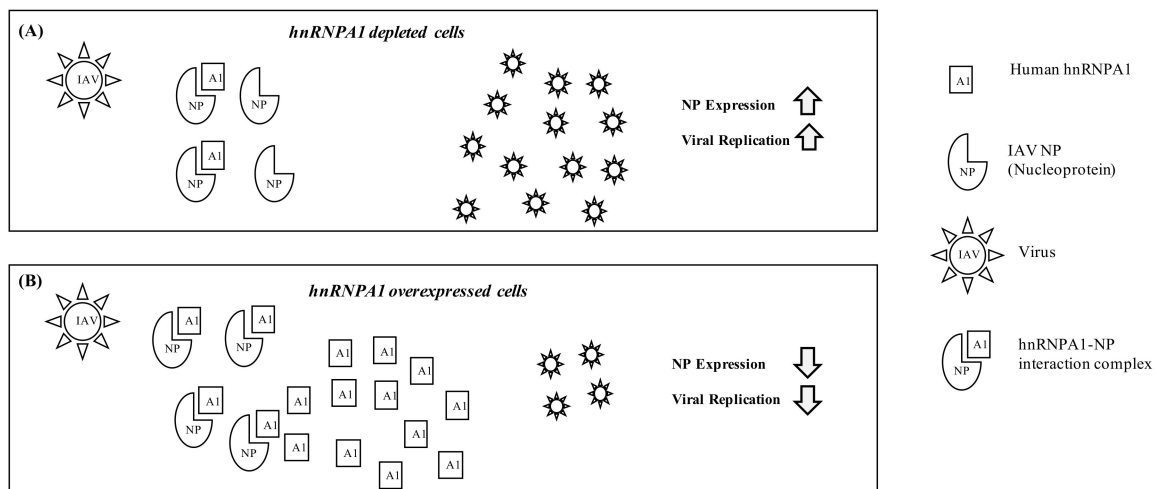 (A)
hnRNPA1 depleted cells
IAV
A1
NP
NP
A1
NP
NP
NP Expression
Viral Replication
(B)
hnRNPA1 overexpressed cells
IAV
A1
NP
A1
NP
A1
NP
A1
NP
A1
A1
A1
A1
A1
A1
A1
A1
A1
A1
A1
A1
A1
NP Expression
Viral Replication
A1
Human hnRNPA1
NP
IAV NP
(Nucleoprotein)
IAV
Virus
A1
NP
hnRNPA1-NP
interaction complex